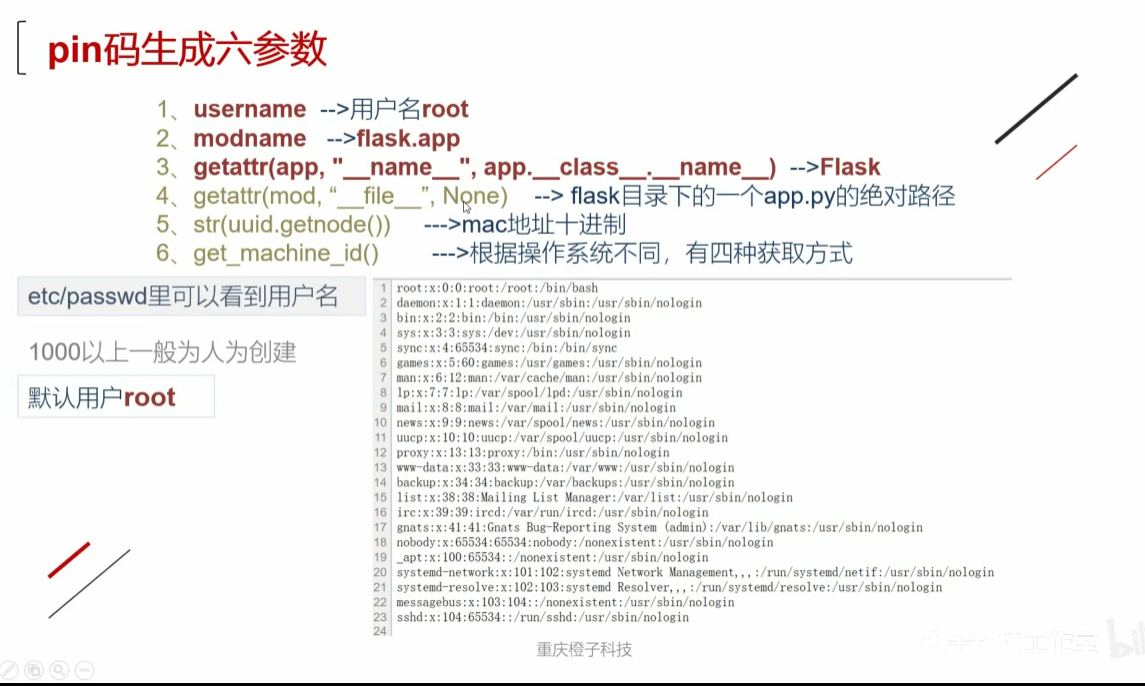 pin码生成六参数
1、username -->用户名root
2、modname -->flask.app
3、getattr(app, "__name__", app.__class__.__name__) -->Flask
4、getattr(mod, “__file__”, None) --> flask目录下的一个app.py的绝对路径
5、str(uuid.getnode()) --->mac地址十进制
6、get_machine_id() --->根据操作系统不同，有四种获取方式
etc/passwd里可以看到用户名
1000以上一般为人为创建
默认用户root
1 root:x:0:0:root:/root:/bin/bash
2 daemon:x:1:1:daemon:/usr/sbin:/usr/sbin/nologin
3 bin:x:2:2:bin:/bin:/usr/sbin/nologin
4 sys:x:3:3:sys:/dev:/usr/sbin/nologin
5 sync:x:4:65534:sync:/bin:/bin/sync
6 games:x:5:60:games:/usr/games:/usr/sbin/nologin
7 man:x:6:12:man:/var/cache/man:/usr/sbin/nologin
8 lp:x:7:7:lp:/var/spool/lpd:/usr/sbin/nologin
9 mail:x:8:8:mail:/var/mail:/usr/sbin/nologin
10 news:x:9:9:news:/var/spool/news:/usr/sbin/nologin
11 uucp:x:10:10:uucp:/var/spool/uucp:/usr/sbin/nologin
12 proxy:x:13:13:proxy:/bin:/usr/sbin/nologin
13 www-data:x:33:33:www-data:/var/www:/usr/sbin/nologin
14 backup:x:34:34:backup:/var/backups:/usr/sbin/nologin
15 list:x:38:38:Mailing List Manager:/var/list:/usr/sbin/nologin
16 irc:x:39:39:ircd:/var/run/ircd:/usr/sbin/nologin
17 gnats:x:41:41:Gnats Bug-Reporting System (admin):/var/lib/gnats:/usr/sbin/nologin
18 nobody:x:65534:65534:nobody:/nonexistent:/usr/sbin/nologin
19 _apt:x:100:65534::/nonexistent:/usr/sbin/nologin
20 systemd-network:x:101:102:systemd Network Management,,,:/run/systemd/netif:/usr/sbin/nologin
21 systemd-resolve:x:102:103:systemd Resolver,,,:/run/systemd/resolve:/usr/sbin/nologin
22 messagebus:x:103:104::/nonexistent:/usr/sbin/nologin
23 sshd:x:104:65534::/run/sshd:/usr/sbin/nologin
24
重庆橙子科技